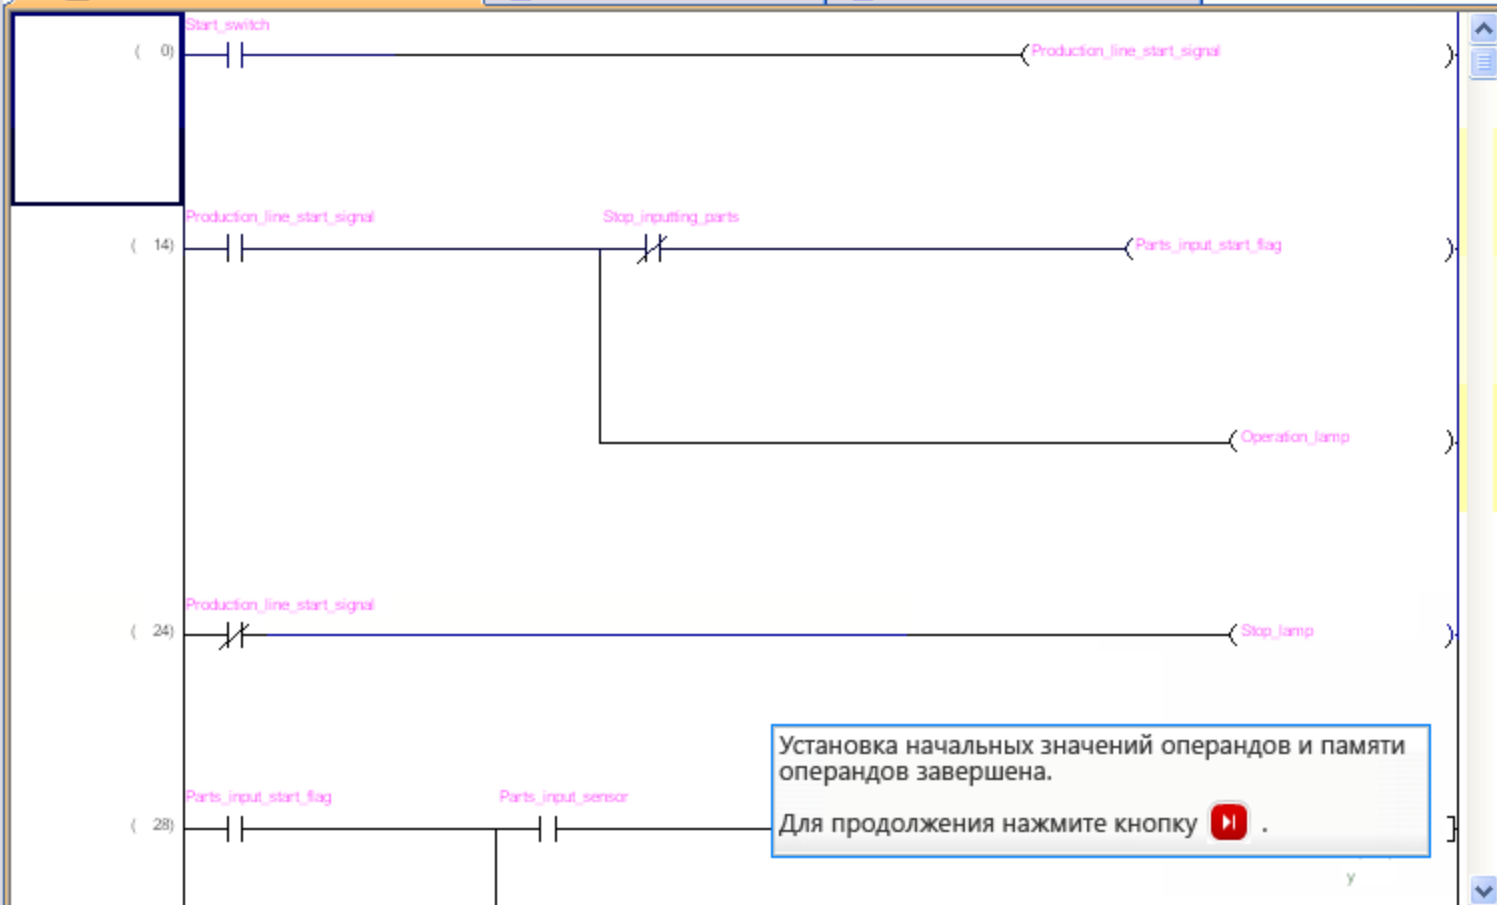 Start_switch
( 0)
Production_line_start_signal
Production_line_start_signal
Stop_inputting_parts
( 14)
Parts_input_start_flag
Operation_lamp
Production_line_start_signal
( 24)
Stop_lamp
Установка начальных значений операндов и памяти
операндов завершена.
Parts_input_start_flag
Parts_input_sensor
( 28)
Для продолжения нажмите кнопку .
y